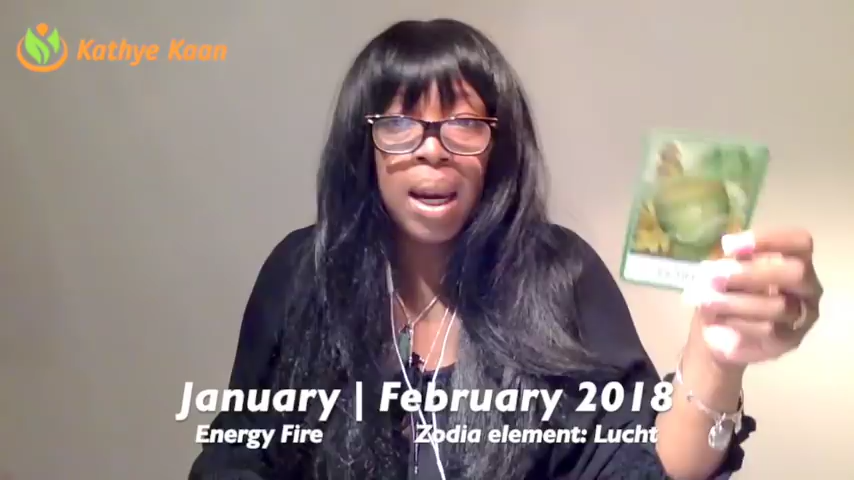 Kathye Kaan
January | February 2018
Energy Fire Zodia element: Lucht